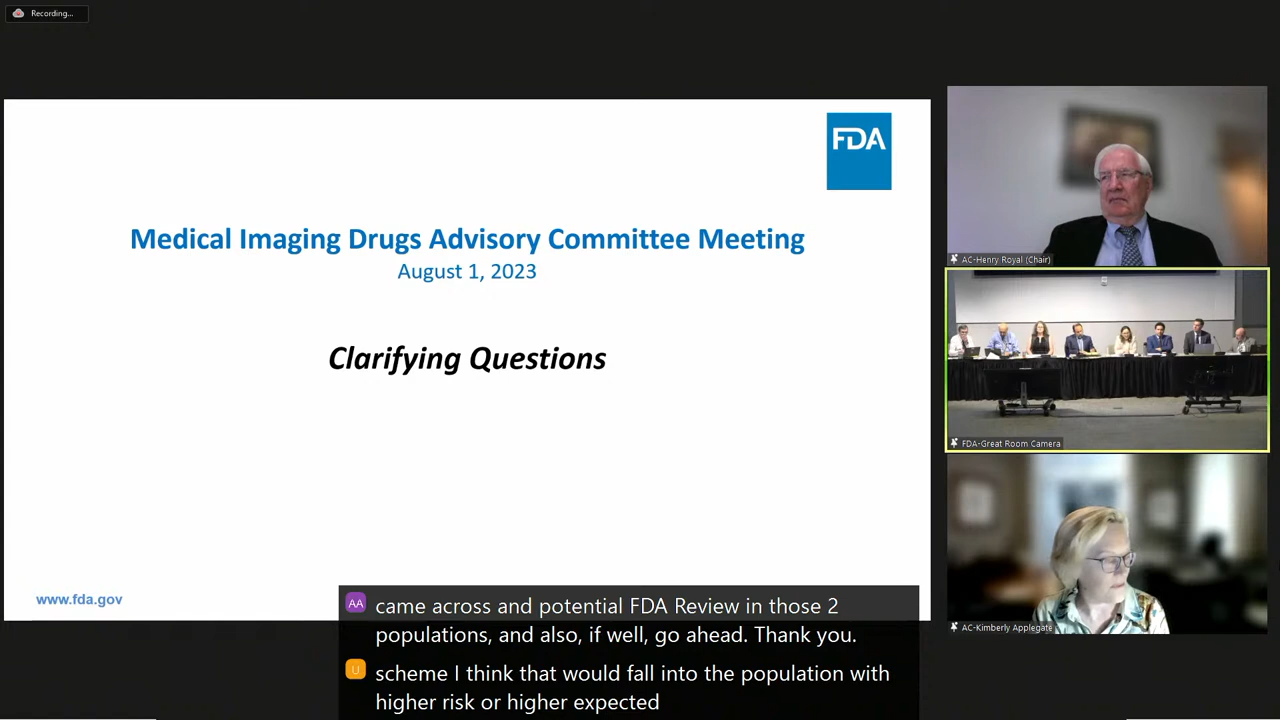 Recording...
FDA
Medical Imaging Drugs Advisory Committee Meeting
August 1, 2023
Clarifying Questions
www.fda.gov
AC-Henry Royal (Chair)
FDA-Great Room Camera
AC-Kimberly Applegate
AA came across and potential FDA Review in those 2
populations, and also, if well, go ahead. Thank you.
U scheme I think that would fall into the population with
higher risk or higher expected